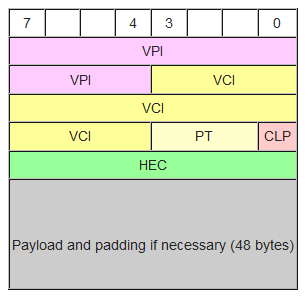 7 4 3 0
VPI
VPI VCI
VCI
VCI PT CLP
HEC
Payload and padding if necessary (48 bytes)